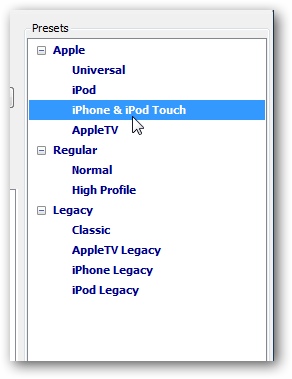 Presets
Apple
Universal
iPod
iPhone & iPod Touch
AppleTV
Regular
Normal
High Profile
Legacy
Classic
AppleTV Legacy
iPhone Legacy
iPod Legacy